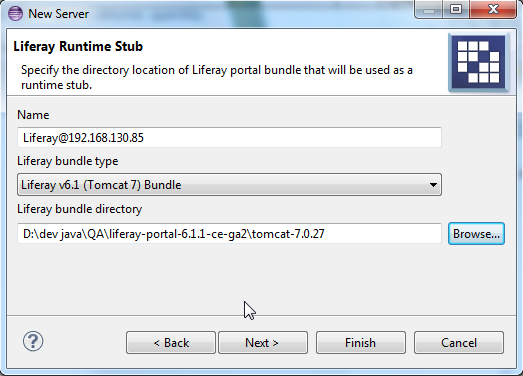 New Server
Liferay Runtime Stub
Specify the directory location of Liferay portal bundle that will be used as a
runtime stub.
Name
Liferay@192.168.130.85
Liferay bundle type
Liferay v6.1 (Tomcat 7) Bundle
Liferay bundle directory
D:\dev java\QA\liferay-portal-6.1.1-ce-ga2\tomcat-7.0.27
Browse...
?
< Back
Next >
Finish
Cancel